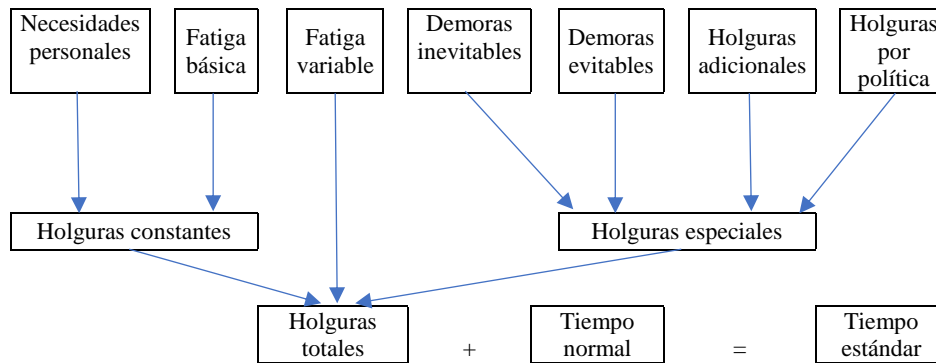 Necesidades
personales
Fatiga
básica
Fatiga
variable
Demoras
inevitables
Demoras
evitables
Holguras
adicionales
Holguras
por
política
Holguras constantes
Holguras especiales
Holguras
totales
+
Tiempo
normal
=
Tiempo
estándar